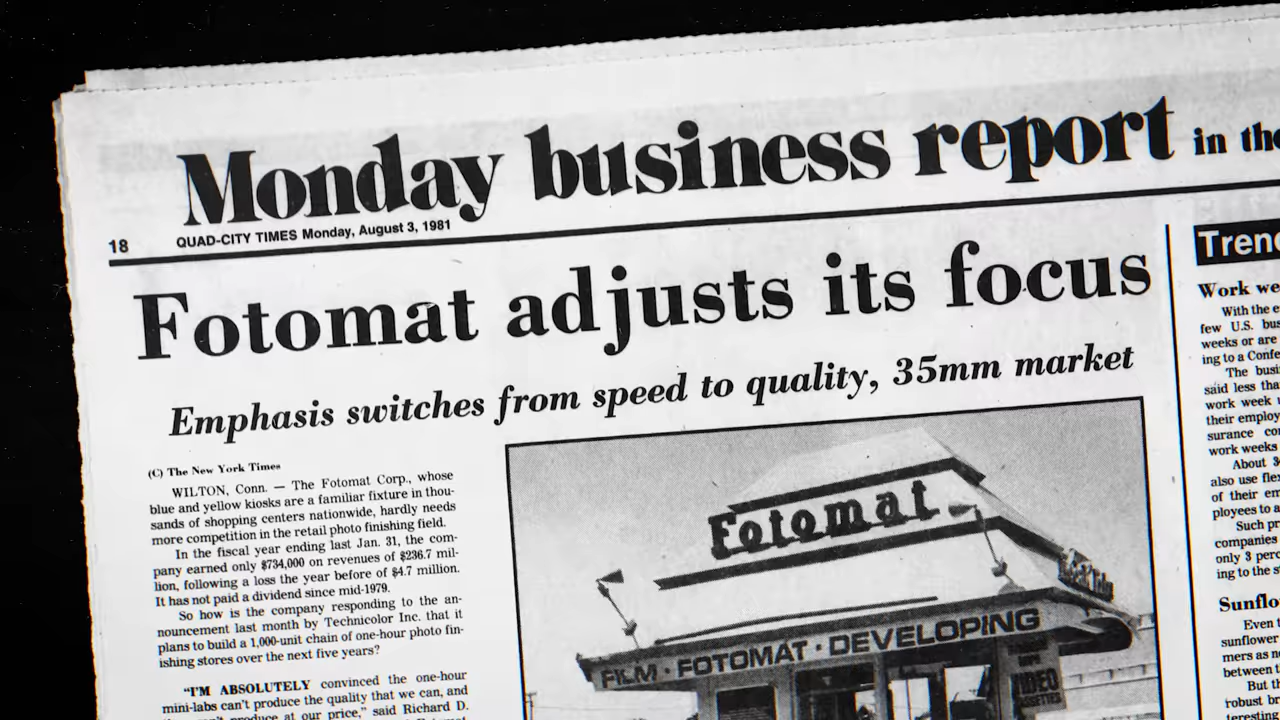 Monday business report in the
18 QUAD-CITY TIMES Monday, August 3, 1981
Fotomat adjusts its focus
Emphasis switches from speed to quality, 35mm market
(C) The New York Times
WILTON, Conn. — The Fotomat Corp., whose
blue and yellow kiosks are a familiar fixture in thou-
sands of shopping centers nationwide, hardly needs
more competition in the retail photo finishing field.
In the fiscal year ending last Jan. 31, the com-
pany earned only $734,000 on revenues of $236.7 mil-
lion, following a loss the year before of $4.7 million.
It has not paid a dividend since mid-1979.
So how is the company responding to the an-
nouncement last month by Technicolor Inc. that it
plans to build a 1,000-unit chain of one-hour photo fin-
ishing stores over the next five years?
"I'M ABSOLUTELY convinced the one-hour
mini-labs can't produce the quality that we can, and
produce at our price," said Richard D.
Fotomat
FILM · FOTOMAT · DEVELOPING
VIDEO
Tren
Work we
With the e
few U.S. bus
weeks or are
ing to a Confe
The busi
said less tha
work week
their employ
surance co
work weeks
About 3
also use flex
of their em
ployees to a
Such pr
companies
only 3 perc
ing to the s
Sunflo
Even t
sunflower
mers as n
between t
But th
robust br
teresting